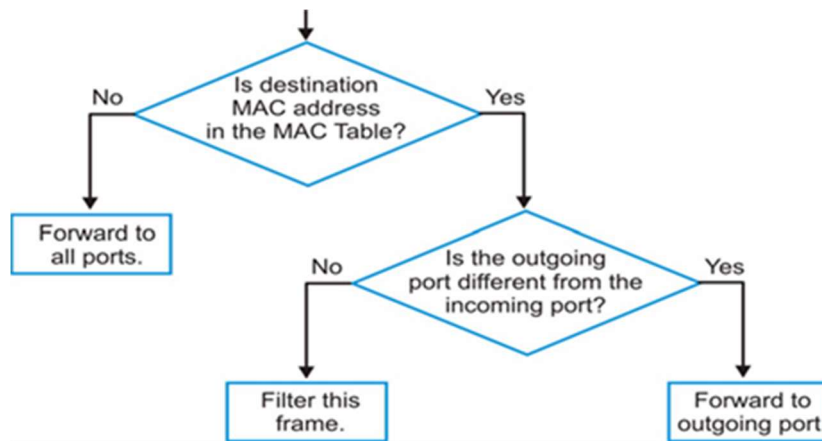 Is destination
MAC address
in the MAC Table?
No
Yes
Forward to
all ports.
Is the outgoing
port different from the
incoming port?
No
Yes
Filter this
frame.
Forward to
outgoing port